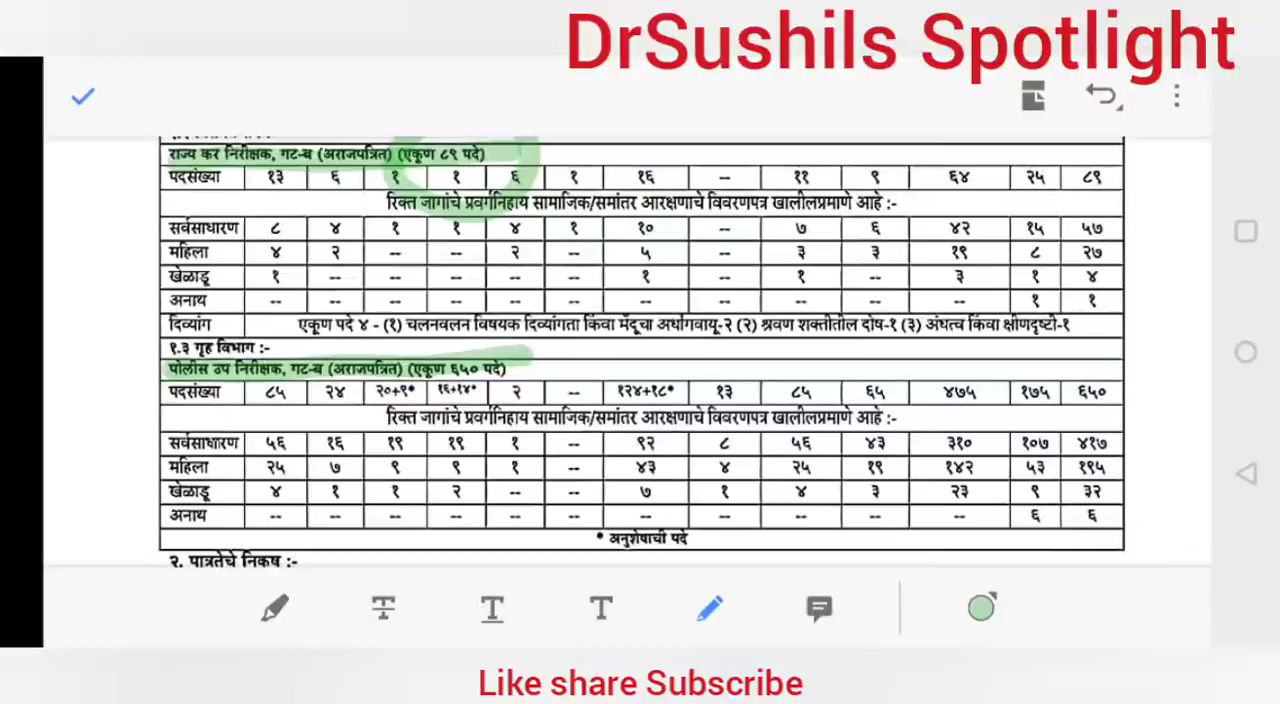 DrSushils Spotlight
राज्य कर निरीक्षक, गट-ब (अराजपत्रित) (एकूण ८९ पदे)
पदसंख्या १३ ६ १ १ ६ १ १६ -- ११ ९ ६४ २५ ८९
रिक्त जागांचे प्रवर्गनिहाय सामाजिक/समांतर आरक्षणाचे विवरणपत्र खालीलप्रमाणे आहे :-
सर्वसाधारण ८ ४ १ १ ४ १ १० -- ७ ६ ४२ १५ ५७
महिला ४ २ -- -- २ -- ५ -- ३ ३ १९ ८ २७
खेळाडू १ -- -- -- -- -- १ -- १ -- ३ १ ४
अनाथ -- -- -- -- -- -- -- -- -- -- -- १ १
दिव्यांग एकूण पदे ४ - (१) चलनवलन विषयक दिव्यांगता किंवा मेंदूचा अर्धांगवायू-२ (२) श्रवण शक्तीतील दोष-१ (३) अंधत्व किंवा क्षीणदृष्टी-१
१.३ गृह विभाग :-
पोलीस उप निरीक्षक, गट-ब (अराजपत्रित) (एकूण ६५० पदे)
पदसंख्या ८५ २४ २०+९* १६+१४* २ -- १२४+१८* १३ ८५ ६५ ४७५ १७५ ६५०
रिक्त जागांचे प्रवर्गनिहाय सामाजिक/समांतर आरक्षणाचे विवरणपत्र खालीलप्रमाणे आहे :-
सर्वसाधारण ५६ १६ १९ १९ १ -- ९२ ८ ५६ ४३ ३१० १०७ ४१७
महिला २५ ७ ९ ९ १ -- ४३ ४ २५ १९ १४२ ५३ १९५
खेळाडू ४ १ १ २ -- -- ७ १ ४ ३ २३ ९ ३२
अनाथ -- -- -- -- -- -- -- -- -- -- -- ६ ६
* अनुशेषाची पदे
२. पात्रतेचे निकष :-
T T T
Like share Subscribe